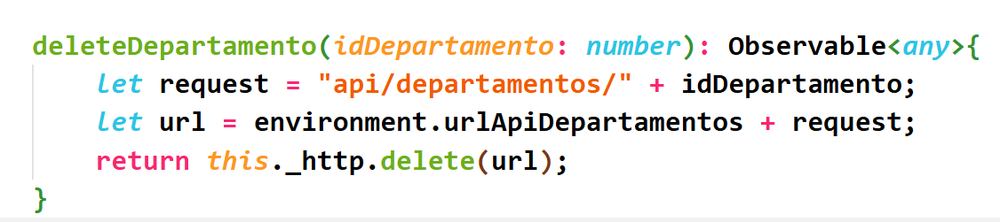 deleteDepartamento(idDepartamento: number): Observable<any>{
let request = "api/departamentos/" + idDepartamento;
let url = environment.urlApiDepartamentos + request;
return this._http.delete(url);
}